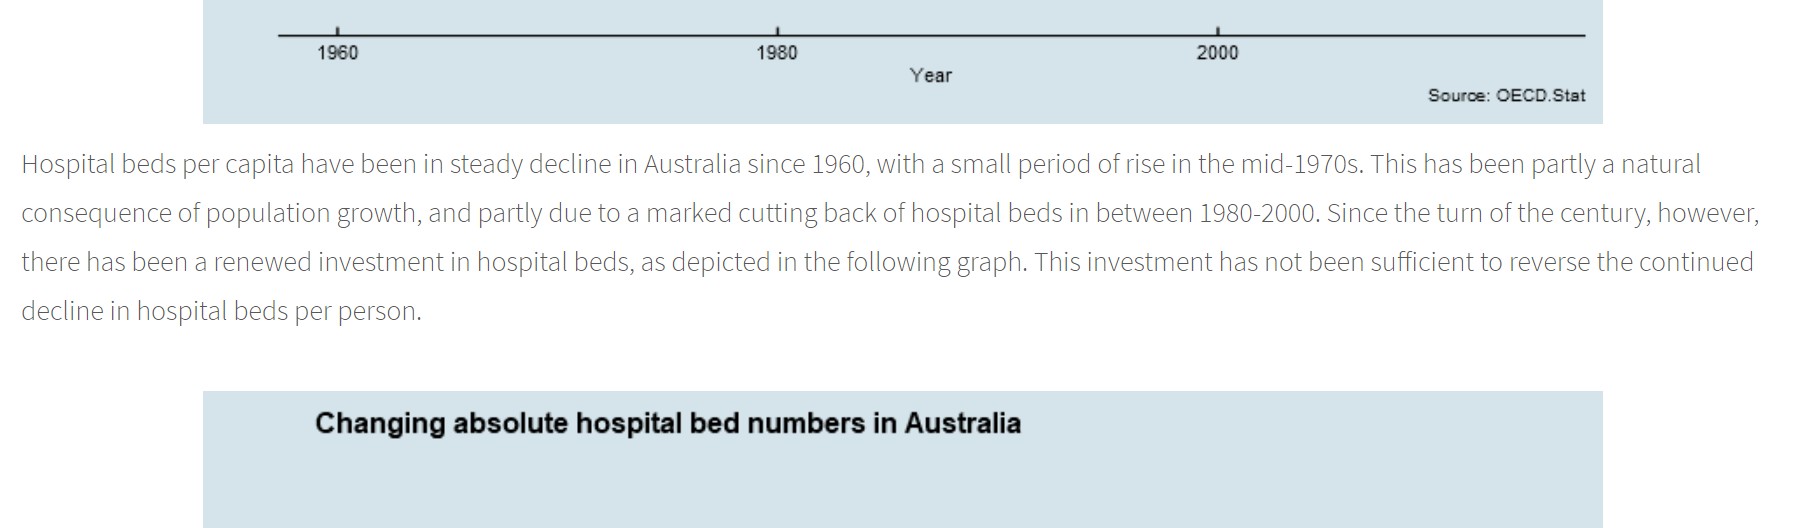 1960 1980 2000
Year
Source: OECD.Stat
Hospital beds per capita have been in steady decline in Australia since 1960, with a small period of rise in the mid-1970s. This has been partly a natural
consequence of population growth, and partly due to a marked cutting back of hospital beds in between 1980-2000. Since the turn of the century, however,
there has been a renewed investment in hospital beds, as depicted in the following graph. This investment has not been sufficient to reverse the continued
decline in hospital beds per person.
Changing absolute hospital bed numbers in Australia